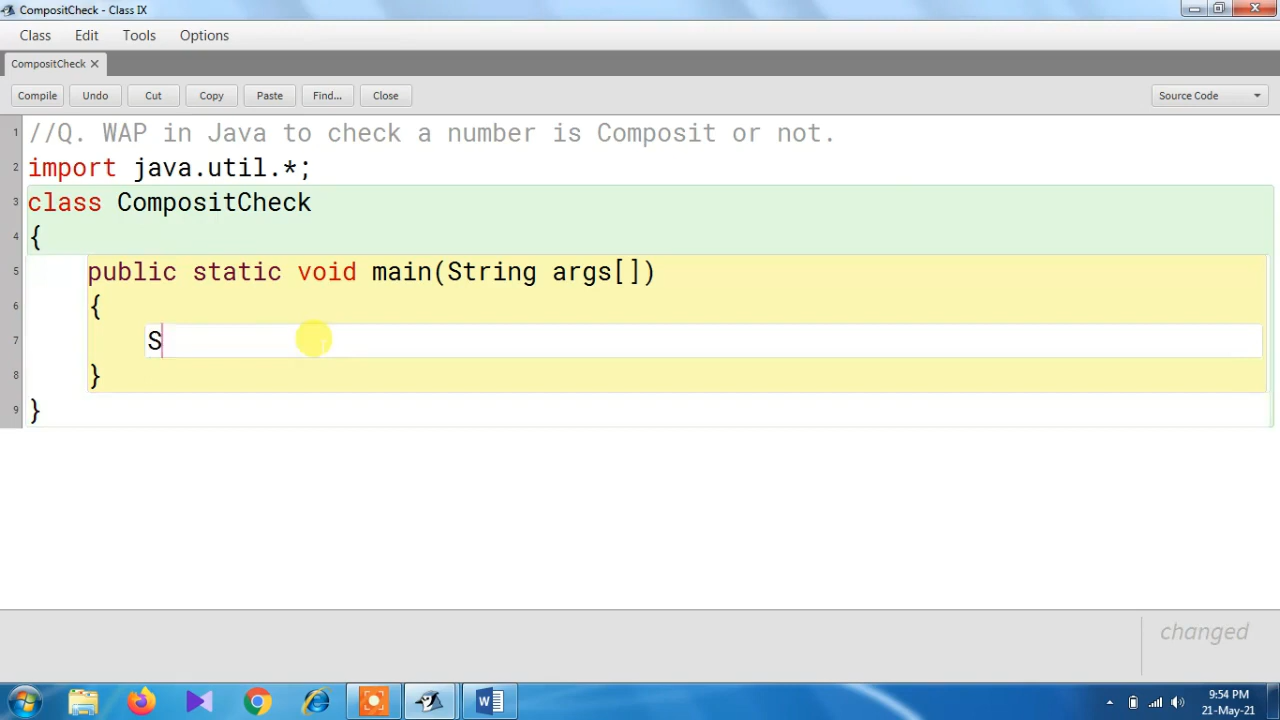 CompositCheck - Class IX
Class Edit Tools Options
CompositCheck ✕
Compile Undo Cut Copy Paste Find... Close Source Code
1 //Q. WAP in Java to check a number is Composit or not.
2 import java.util.*;
3 class CompositCheck
4 {
5 public static void main(String args[])
6 {
7 S
8 }
9 }
changed
9:54 PM
21-May-21